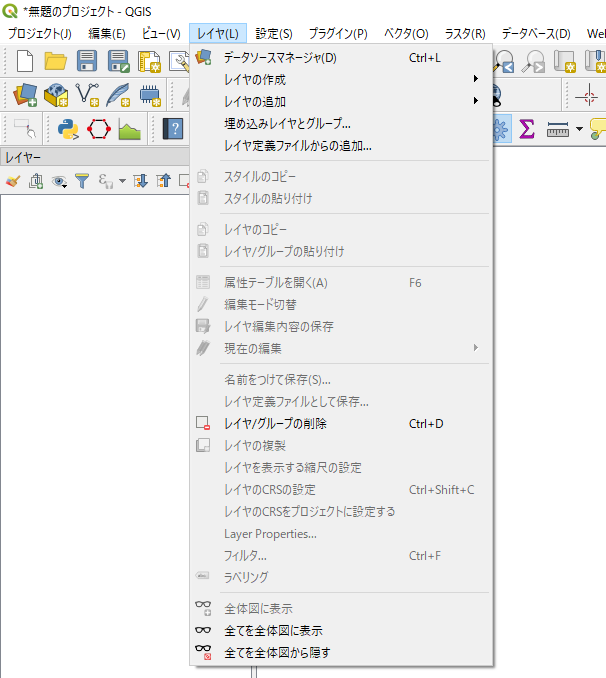 *無題のプロジェクト - QGIS
プロジェクト(J) 編集(E) ビュー(V) レイヤ(L) 設定(S) プラグイン(P) ベクタ(O) ラスタ(R) データベース(D) Web
データソースマネージャ(D) Ctrl+L
レイヤの作成
レイヤの追加
埋め込みレイヤとグループ...
レイヤ定義ファイルからの追加...
レイヤー
スタイルのコピー
スタイルの貼り付け
レイヤのコピー
レイヤ/グループの貼り付け
属性テーブルを開く(A) F6
編集モード切替
レイヤ編集内容の保存
現在の編集
名前をつけて保存(S)...
レイヤ定義ファイルとして保存...
レイヤ/グループの削除 Ctrl+D
レイヤの複製
レイヤを表示する縮尺の設定
レイヤのCRSの設定 Ctrl+Shift+C
レイヤのCRSをプロジェクトに設定する
Layer Properties...
フィルタ... Ctrl+F
ラベリング
全体図に表示
全てを全体図に表示
全てを全体図から隠す